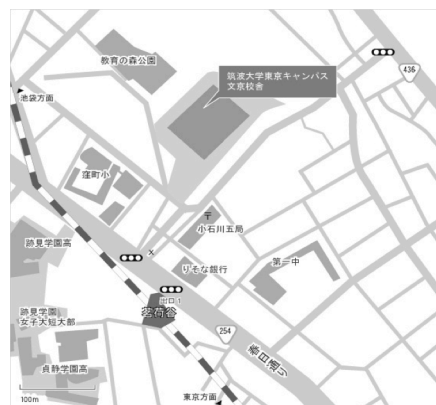 教育の森公園
筑波大学東京キャンパス
文京校舎
436
池袋方面
窪町小
小石川五局
跡見学園高
りそな銀行
第一中
出口1
茗荷谷
跡見学園
女子大短大部
254
春日通り
貞静学園高
東京方面
100m